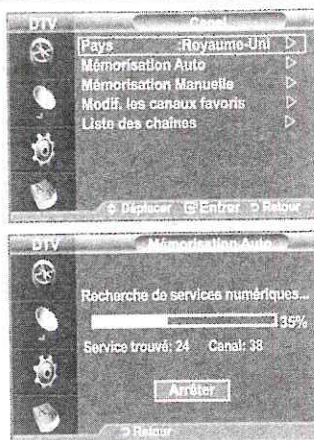 DTV Canal
Pays :Royaume-Uni
Mémorisation Auto
Mémorisation Manuelle
Modif. les canaux favoris
Liste des chaînes
Déplacer Entrer Retour
DTV Mémorisation Auto
Recherche de services numériques...
35%
Service trouvé: 24 Canal: 38
Arrêter
Retour